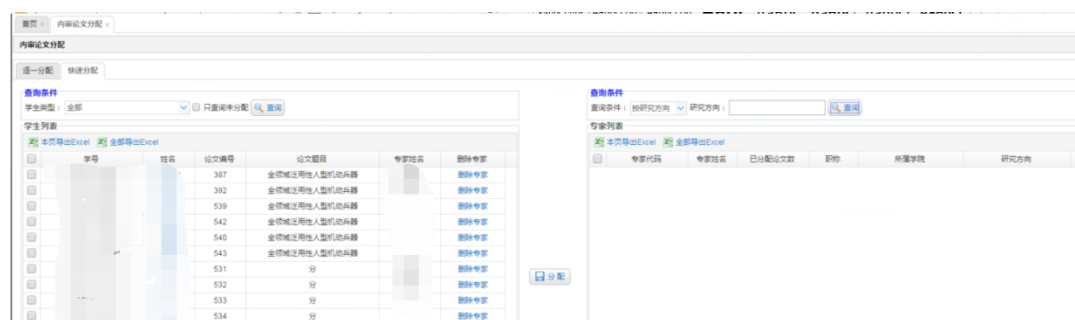 首页 × 内审论文分配 ×
内审论文分配
逐一分配 快速分配
查询条件
学生类型： 全部 只查询未分配 查询
学生列表
本页导出Excel 全部导出Excel
学号 姓名 论文编号 论文题目 专家姓名 删除专家
387 全领域泛用性人型机动兵器 删除专家
392 全领域泛用性人型机动兵器 删除专家
539 全领域泛用性人型机动兵器 删除专家
542 全领域泛用性人型机动兵器 删除专家
540 全领域泛用性人型机动兵器 删除专家
543 全领域泛用性人型机动兵器 删除专家
531 分 删除专家
532 分 删除专家
533 分 删除专家
534 分 删除专家
分配
查询条件
查询条件： 按研究方向 研究方向： 查询
专家列表
本页导出Excel 全部导出Excel
专家代码 专家姓名 已分配论文数 职称 所属学院 研究方向